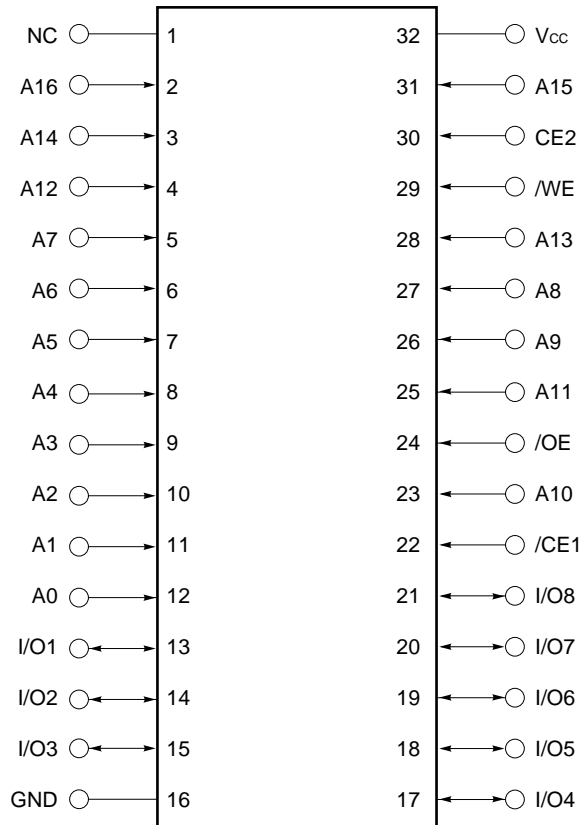 NC 1 32 Vcc
A16 2 31 A15
A14 3 30 CE2
A12 4 29 /WE
A7 5 28 A13
A6 6 27 A8
A5 7 26 A9
A4 8 25 A11
A3 9 24 /OE
A2 10 23 A10
A1 11 22 /CE1
A0 12 21 I/O8
I/O1 13 20 I/O7
I/O2 14 19 I/O6
I/O3 15 18 I/O5
GND 16 17 I/O4